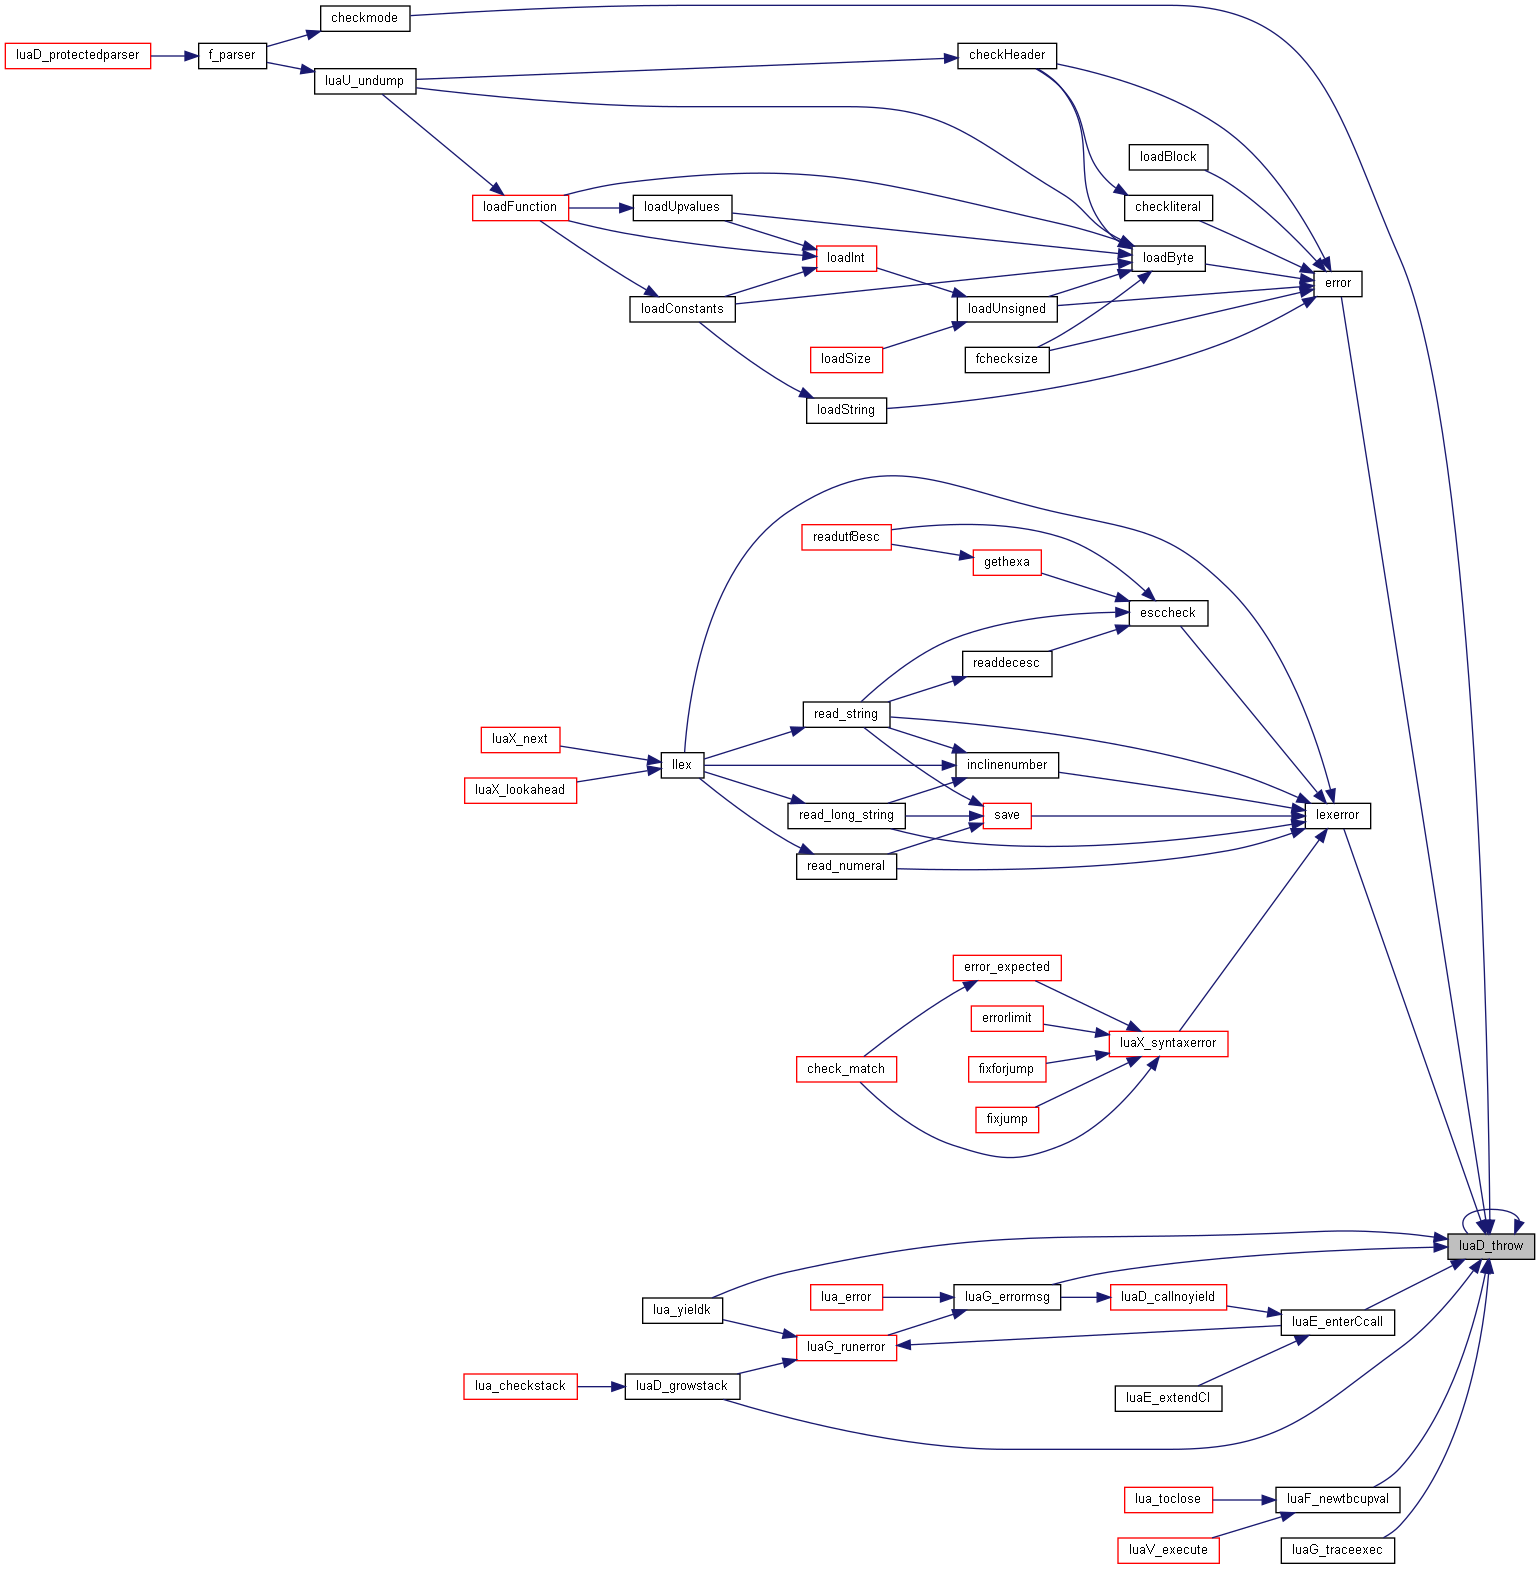 checkmode
luaD_protectedparser
f_parser
checkHeader
luaU_undump
loadBlock
loadFunction
loadUpvalues
checkliteral
loadInt
loadByte
error
loadConstants
loadUnsigned
loadSize
fchecksize
loadString
readutf8esc
gethexa
esccheck
readdecesc
read_string
luaX_next
llex
inclinenumber
luaX_lookahead
read_long_string
save
lexerror
read_numeral
error_expected
errorlimit
luaX_syntaxerror
check_match
fixforjump
fixjump
luaD_throw
lua_yieldk
lua_error
luaG_errormsg
luaD_callnoyield
luaE_enterCcall
luaG_runerror
lua_checkstack
luaD_growstack
luaE_extendCI
lua_toclose
luaF_newtbcupval
luaV_execute
luaG_traceexec